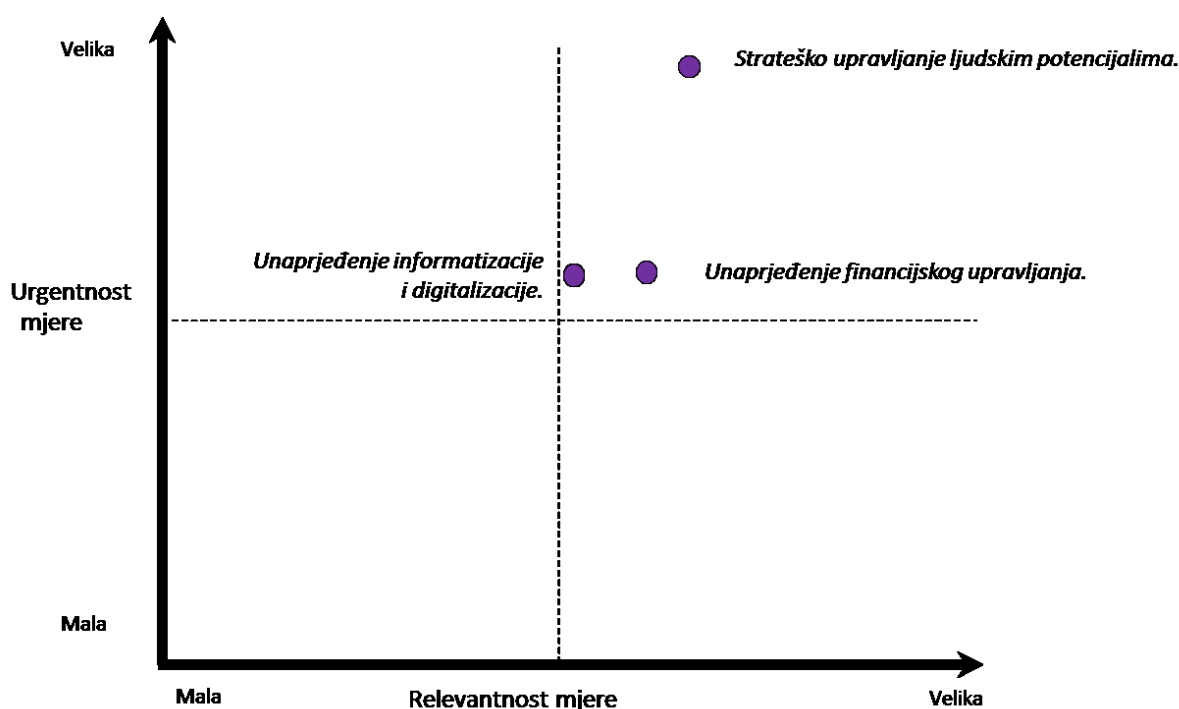 Velika
Strateško upravljanje ljudskim potencijalima.
Unaprjeđenje informatizacije
i digitalizacije.
Unaprjeđenje financijskog upravljanja.
Urgentnost
mjere
Mala
Mala
Relevantnost mjere
Velika